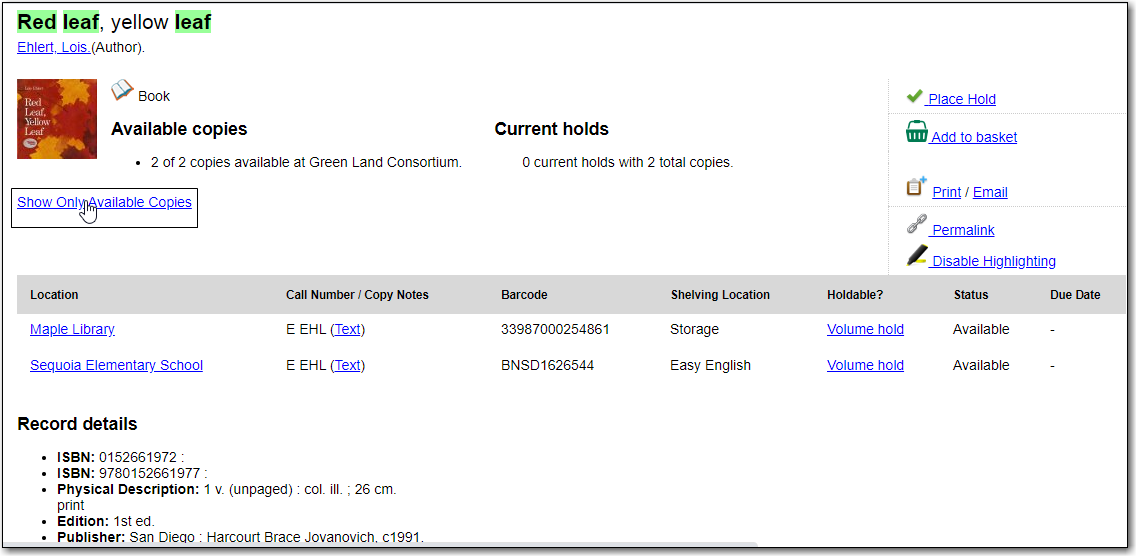 Red leaf, yellow leaf
Ehlert, Lois.(Author).
Red
Leaf,
Yellow
Leaf
Book
Available copies
Current holds
• 2 of 2 copies available at Green Land Consortium.
0 current holds with 2 total copies.
Show Only Available Copies
Place Hold
Add to basket
Print / Email
Permalink
Disable Highlighting
Location Call Number / Copy Notes Barcode Shelving Location Holdable? Status Due Date
Maple Library E EHL (Text) 33987000254861 Storage Volume hold Available -
Sequoia Elementary School E EHL (Text) BNSD1626544 Easy English Volume hold Available -
Record details
• ISBN: 0152661972 :
• ISBN: 9780152661977 :
• Physical Description: 1 v. (unpaged) : col. ill. ; 26 cm.
print
• Edition: 1st ed.
• Publisher: San Diego : Harcourt Brace Jovanovich, c1991.